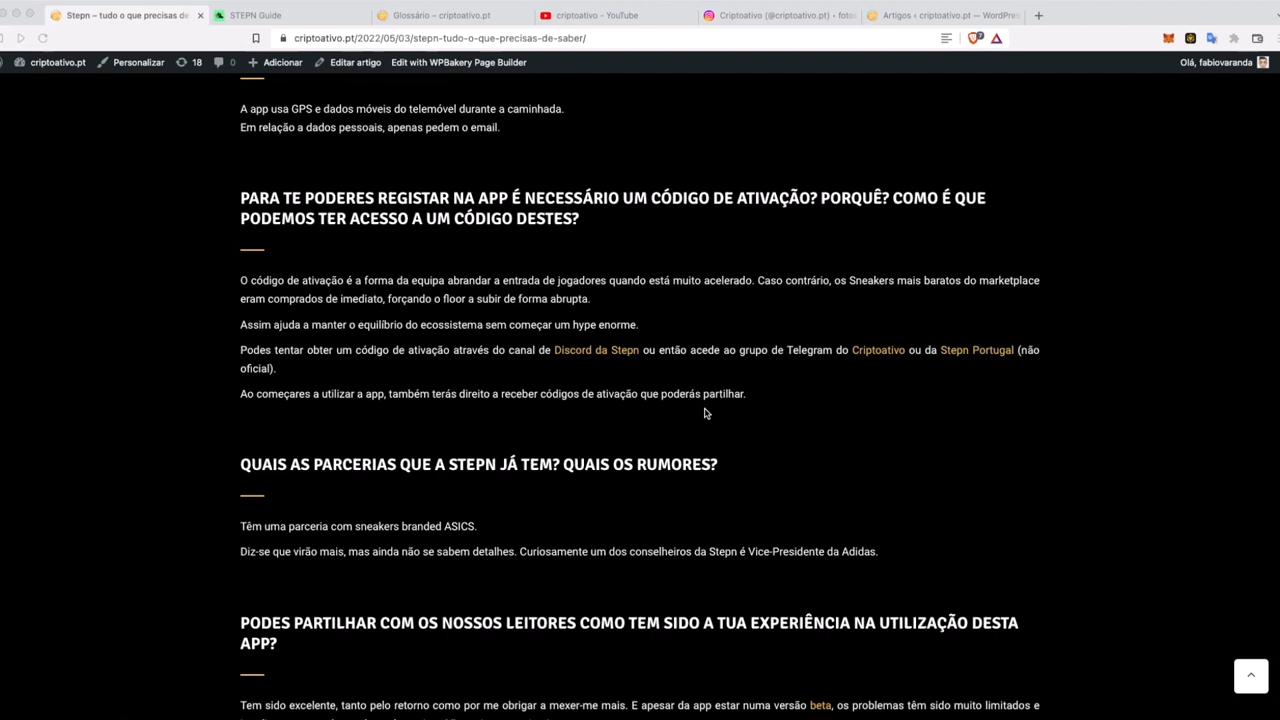 Stepn – tudo o que precisas de
STEPN Guide
Glossário – criptoativo.pt
criptoativo - YouTube
Criptoativo (@criptoativo.pt) • fotos
Artigos ‹ criptoativo.pt — WordPres
criptoativo.pt/2022/05/03/stepn-tudo-o-que-precisas-de-saber/
7
criptoativo.pt
Personalizar
18
0
Adicionar
Editar artigo
Edit with WPBakery Page Builder
Olá, fabiovaranda
A app usa GPS e dados móveis do telemóvel durante a caminhada.
Em relação a dados pessoais, apenas pedem o email.
PARA TE PODERES REGISTAR NA APP É NECESSÁRIO UM CÓDIGO DE ATIVAÇÃO? PORQUÊ? COMO É QUE
PODEMOS TER ACESSO A UM CÓDIGO DESTES?
O código de ativação é a forma da equipa abrandar a entrada de jogadores quando está muito acelerado. Caso contrário, os Sneakers mais baratos do marketplace
eram comprados de imediato, forçando o floor a subir de forma abrupta.
Assim ajuda a manter o equilíbrio do ecossistema sem começar um hype enorme.
Podes tentar obter um código de ativação através do canal de Discord da Stepn ou então acede ao grupo de Telegram do Criptoativo ou da Stepn Portugal (não
oficial).
Ao começares a utilizar a app, também terás direito a receber códigos de ativação que poderás partilhar.
QUAIS AS PARCERIAS QUE A STEPN JÁ TEM? QUAIS OS RUMORES?
Têm uma parceria com sneakers branded ASICS.
Diz-se que virão mais, mas ainda não se sabem detalhes. Curiosamente um dos conselheiros da Stepn é Vice-Presidente da Adidas.
PODES PARTILHAR COM OS NOSSOS LEITORES COMO TEM SIDO A TUA EXPERIÊNCIA NA UTILIZAÇÃO DESTA
APP?
Tem sido excelente, tanto pelo retorno como por me obrigar a mexer-me mais. E apesar da app estar numa versão beta, os problemas têm sido muito limitados e